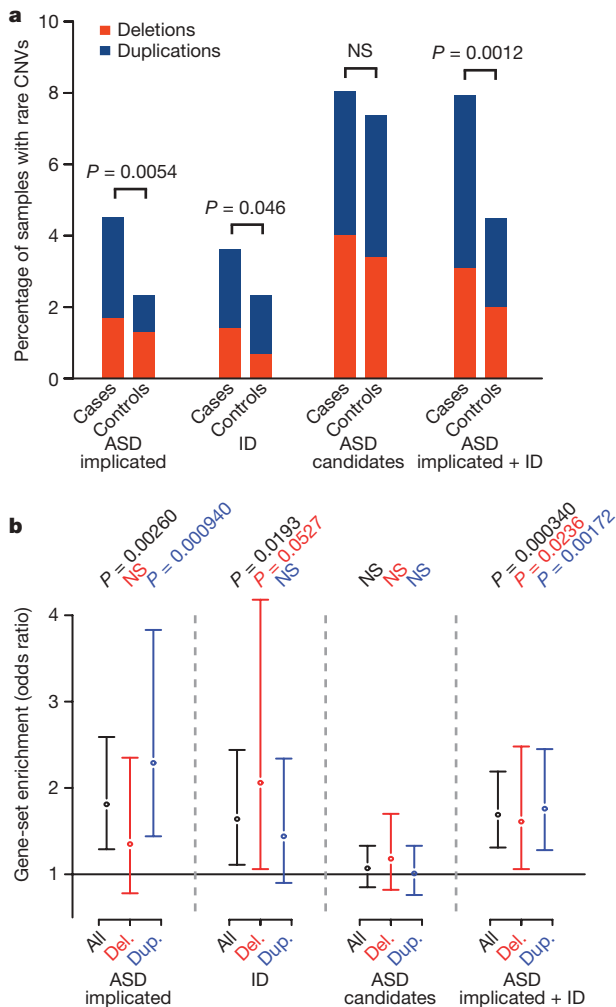 a
Deletions
Duplications
Percentage of samples with rare CNVs
10
8
6
4
2
0
P = 0.0054
P = 0.046
NS
P = 0.0012
Cases
Controls
Cases
Controls
Cases
Controls
Cases
Controls
ASD
implicated
ID
ASD
candidates
ASD
implicated + ID
b
P = 0.00260
NS
P = 0.000940
P = 0.0193
P = 0.0527
NS
NS
NS
NS
P = 0.000340
P = 0.0236
P = 0.00172
Gene-set enrichment (odds ratio)
4
3
2
1
All
Del.
Dup.
All
Del.
Dup.
All
Del.
Dup.
All
Del.
Dup.
ASD
implicated
ID
ASD
candidates
ASD
implicated + ID